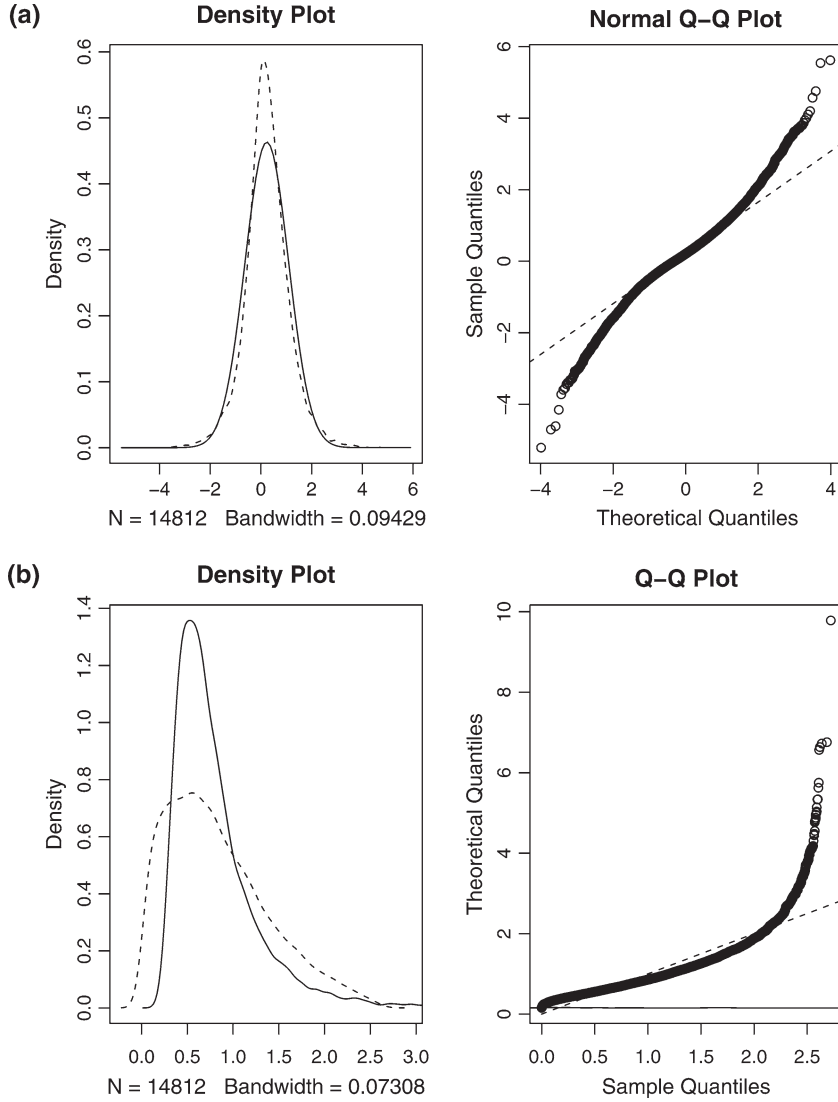 (a)
Density Plot
Density
0.0 0.1 0.2 0.3 0.4 0.5 0.6
−4 −2 0 2 4 6
N = 14812 Bandwidth = 0.09429
Normal Q−Q Plot
Sample Quantiles
−4 −2 0 2 4 6
−4 −2 0 2 4
Theoretical Quantiles
(b)
Density Plot
Density
0.0 0.2 0.4 0.6 0.8 1.0 1.2 1.4
0.0 0.5 1.0 1.5 2.0 2.5 3.0
N = 14812 Bandwidth = 0.07308
Q−Q Plot
Theoretical Quantiles
0 2 4 6 8 10
0.0 0.5 1.0 1.5 2.0 2.5
Sample Quantiles